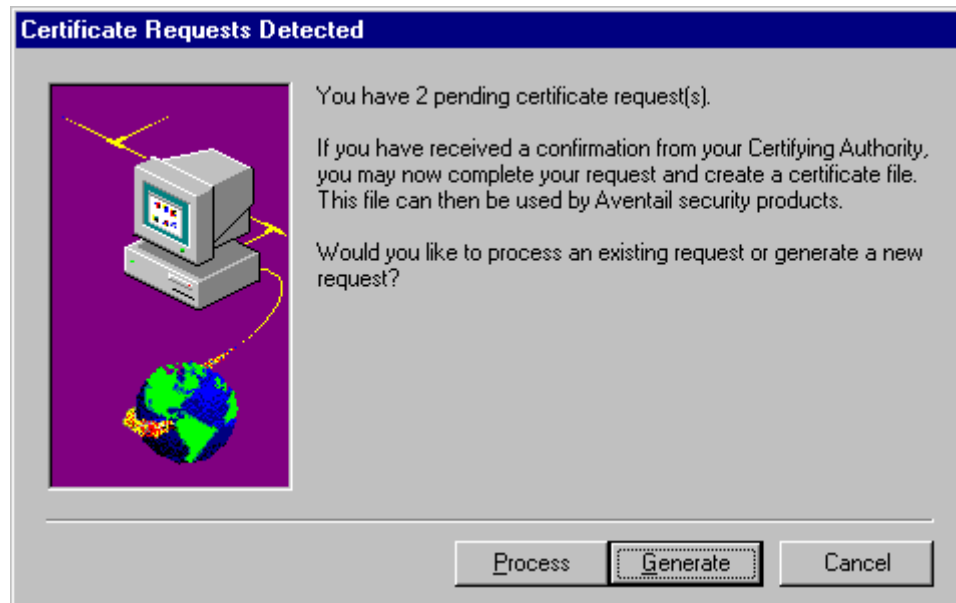 Certificate Requests Detected
You have 2 pending certificate request(s).
If you have received a confirmation from your Certifying Authority,
you may now complete your request and create a certificate file.
This file can then be used by Aventail security products.
Would you like to process an existing request or generate a new
request?
Process Generate Cancel